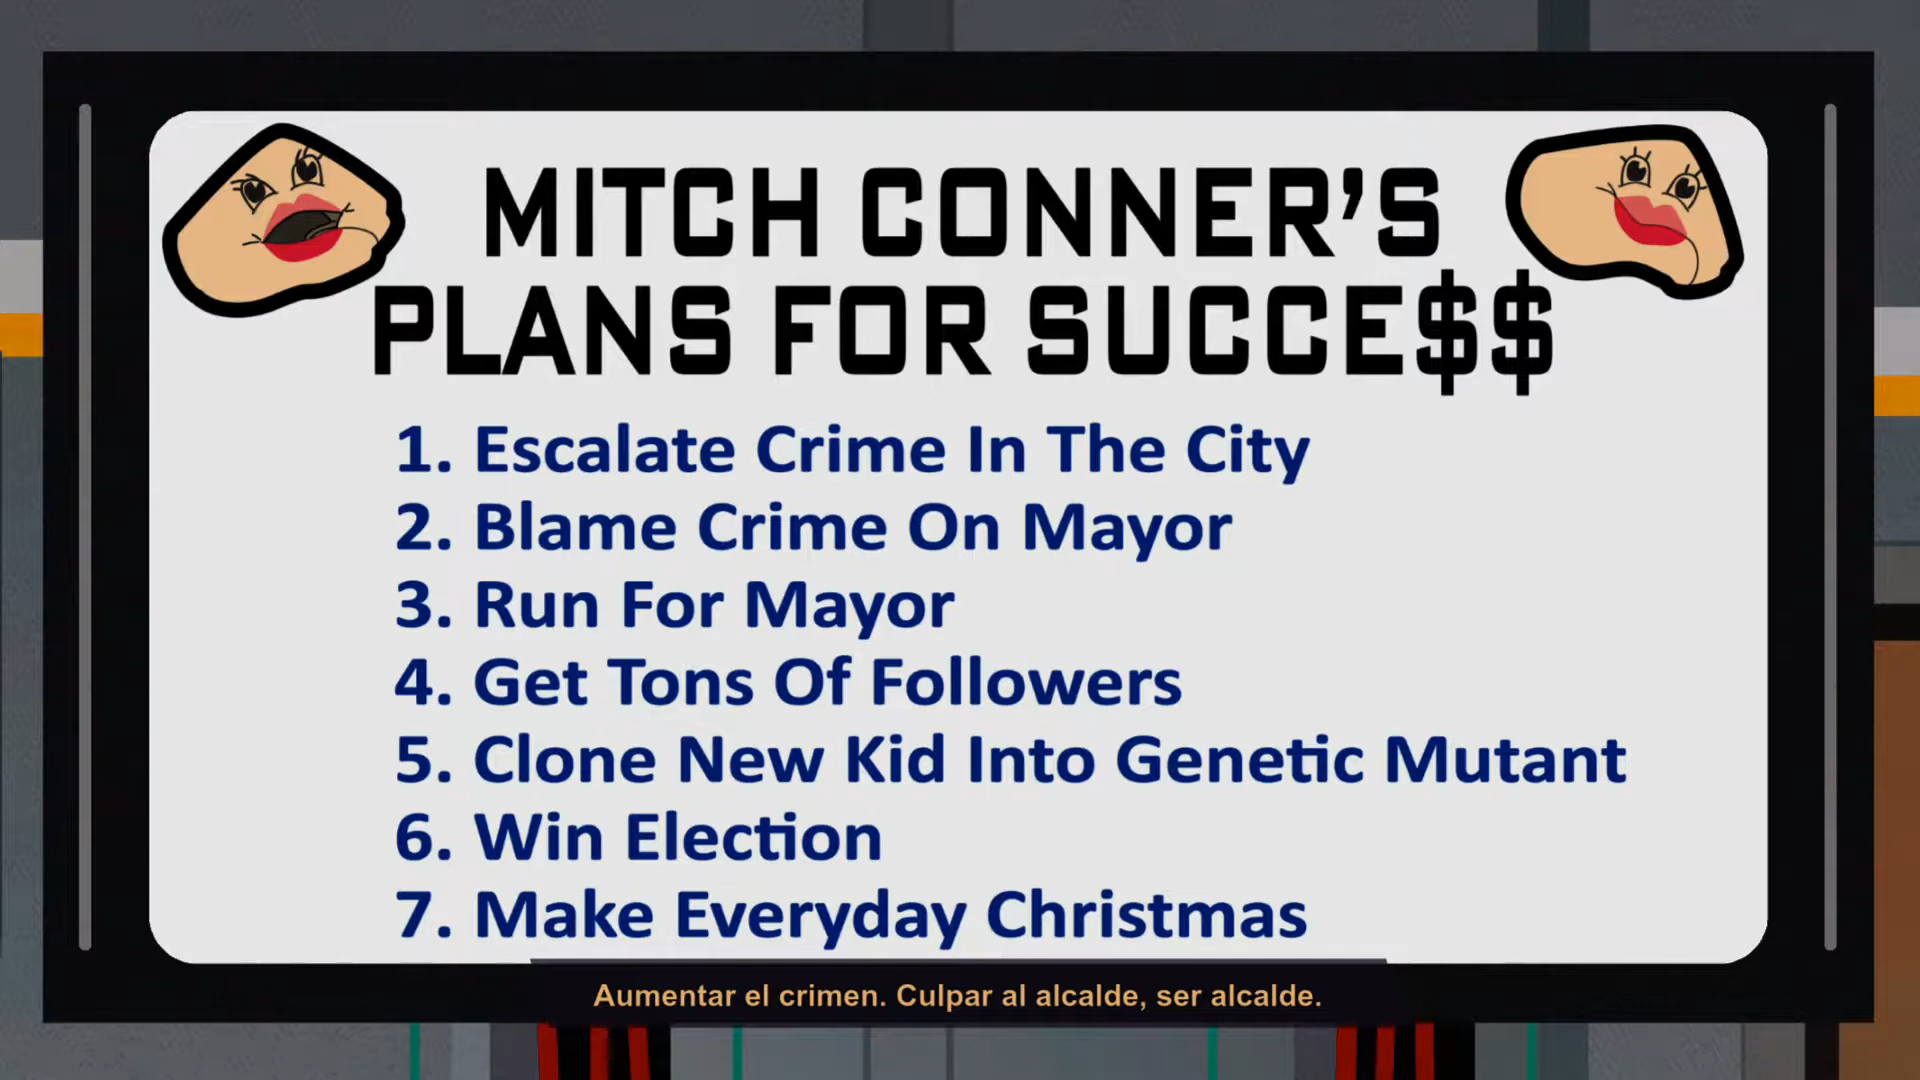 MITCH CONNER'S
PLANS FOR SUCCE$$
1. Escalate Crime In The City
2. Blame Crime On Mayor
3. Run For Mayor
4. Get Tons Of Followers
5. Clone New Kid Into Genetic Mutant
6. Win Election
7. Make Everyday Christmas
Aumentar el crimen. Culpar al alcalde, ser alcalde.